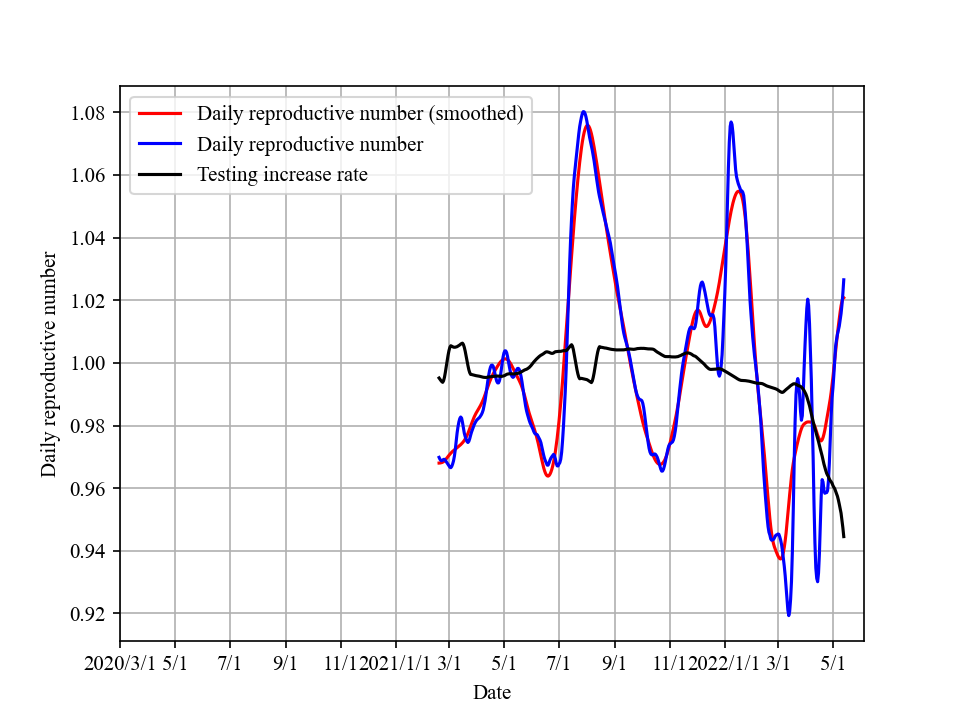 Daily reproductive number (smoothed)
Daily reproductive number
Testing increase rate
Daily reproductive number
1.08
1.06
1.04
1.02
1.00
0.98
0.96
0.94
0.92
2020/3/1 5/1 7/1 9/1 11/1 2021/1/1 3/1 5/1 7/1 9/1 11/1 2022/1/1 3/1 5/1
Date